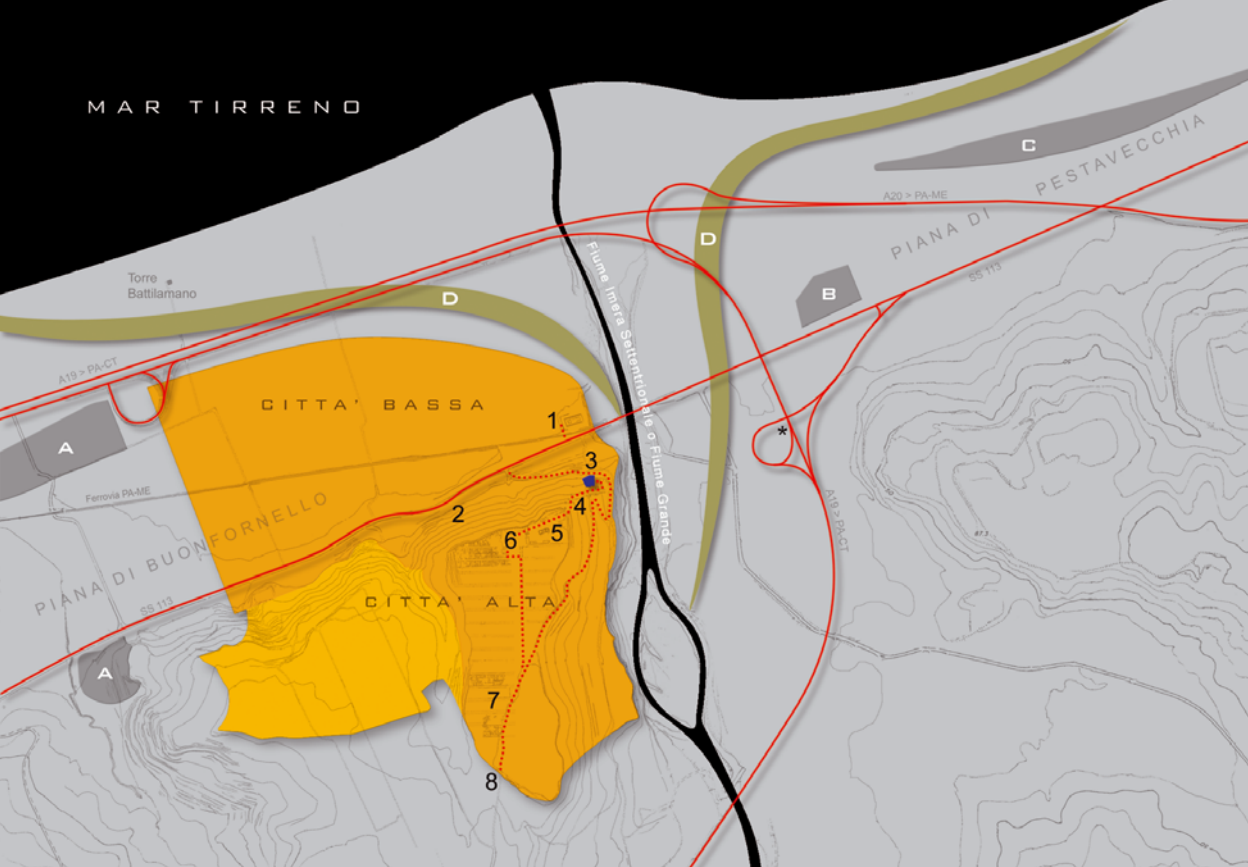 MAR TIRRENO
C
PIANA DI PESTAVECCHIA
A20 > PA-ME
D
Fiume Imera Settentrionale o Fiume Grande
SS 113
Torre
Battilamano
D
B
A19 > PA-CT
CITTA' BASSA
1
A
*
3
Ferrovia PA-ME
2
4
5
6
A19 > PA-CT
PIANA DI BUONFORNELLO
SS 113
CITTA' ALTA
A
7
8